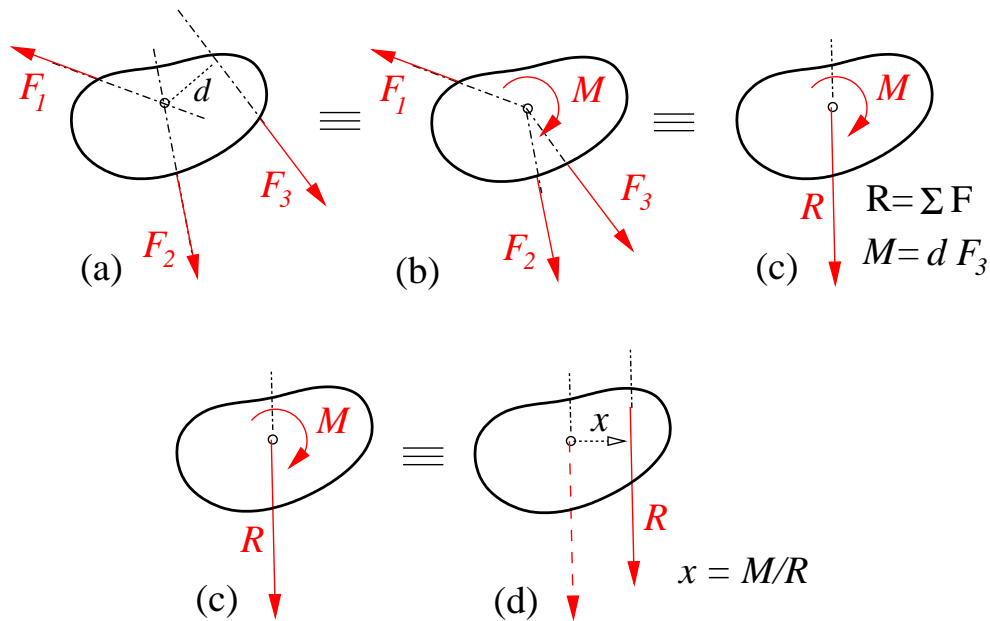 F1
d
F3
F2
(a)
F1
M
F3
F2
(b)
M
R
R= Σ F
M= d F3
(c)
M
R
(c)
x
R
(d)
x = M/R